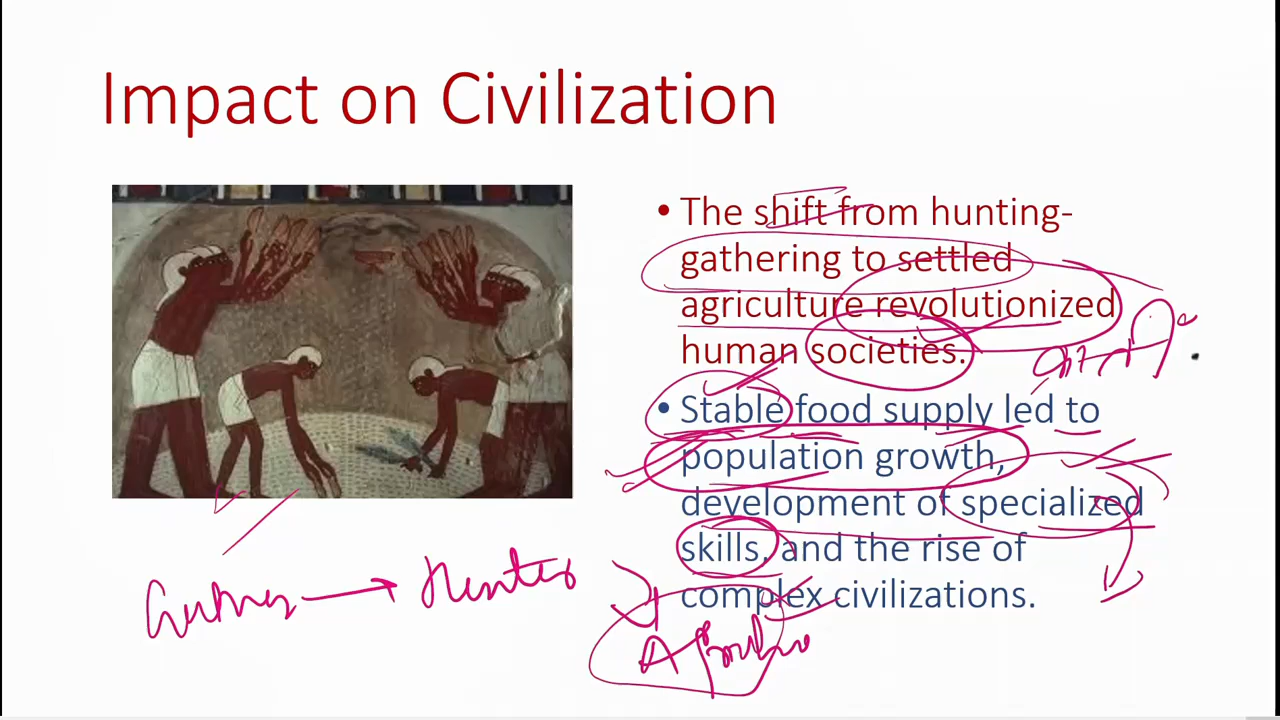 Impact on Civilization
• The shift from hunting-
gathering to settled
agriculture revolutionized
human societies.
• Stable food supply led to
population growth,
development of specialized
skills, and the rise of
complex civilizations.
Hunter